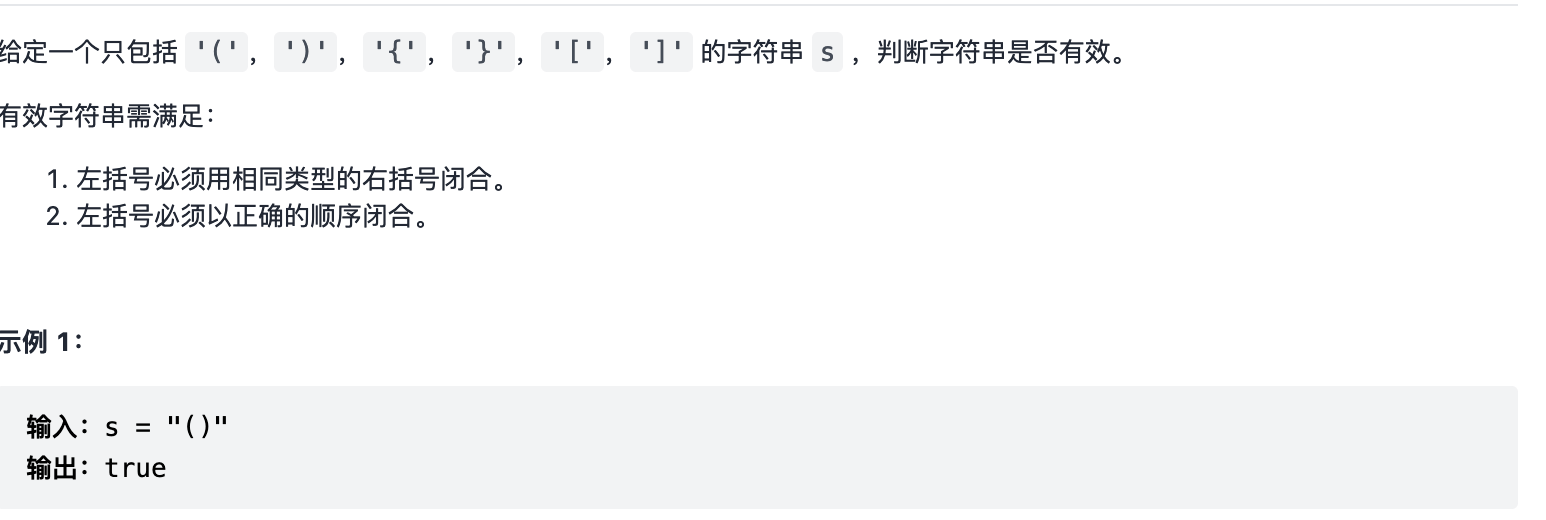 给定一个只包括 '(', ')', '{', '}', '[', ']' 的字符串 s ，判断字符串是否有效。
有效字符串需满足：
1. 左括号必须用相同类型的右括号闭合。
2. 左括号必须以正确的顺序闭合。
示例 1：
输入：s = "()"
输出：true